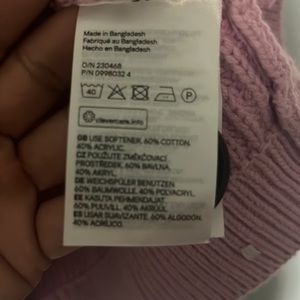 Made in Bangladesh
Fabriqué au Bangladesh
Hecho en Bangladesh
O/N 230468
P/N 0998032 4
40 P
clevercare.info
GB USE SOFTENER. 60% COTTON.
40% ACRYLIC.
CZ POUŽITE ZMĚKČOVACÍ
PROSTŘEDEK. 60% BAVLNA,
40% AKRYL.
DE WEICHSPÜLER BENUTZEN.
60% BAUMWOLLE. 40% POLYACRYL.
EE KASUTA PEHMENDAJAT.
60% PUUVILL. 40% AKRÜÜL.
ES USAR SUAVIZANTE. 60% ALGODÓN.
40% ACRÍLICO.